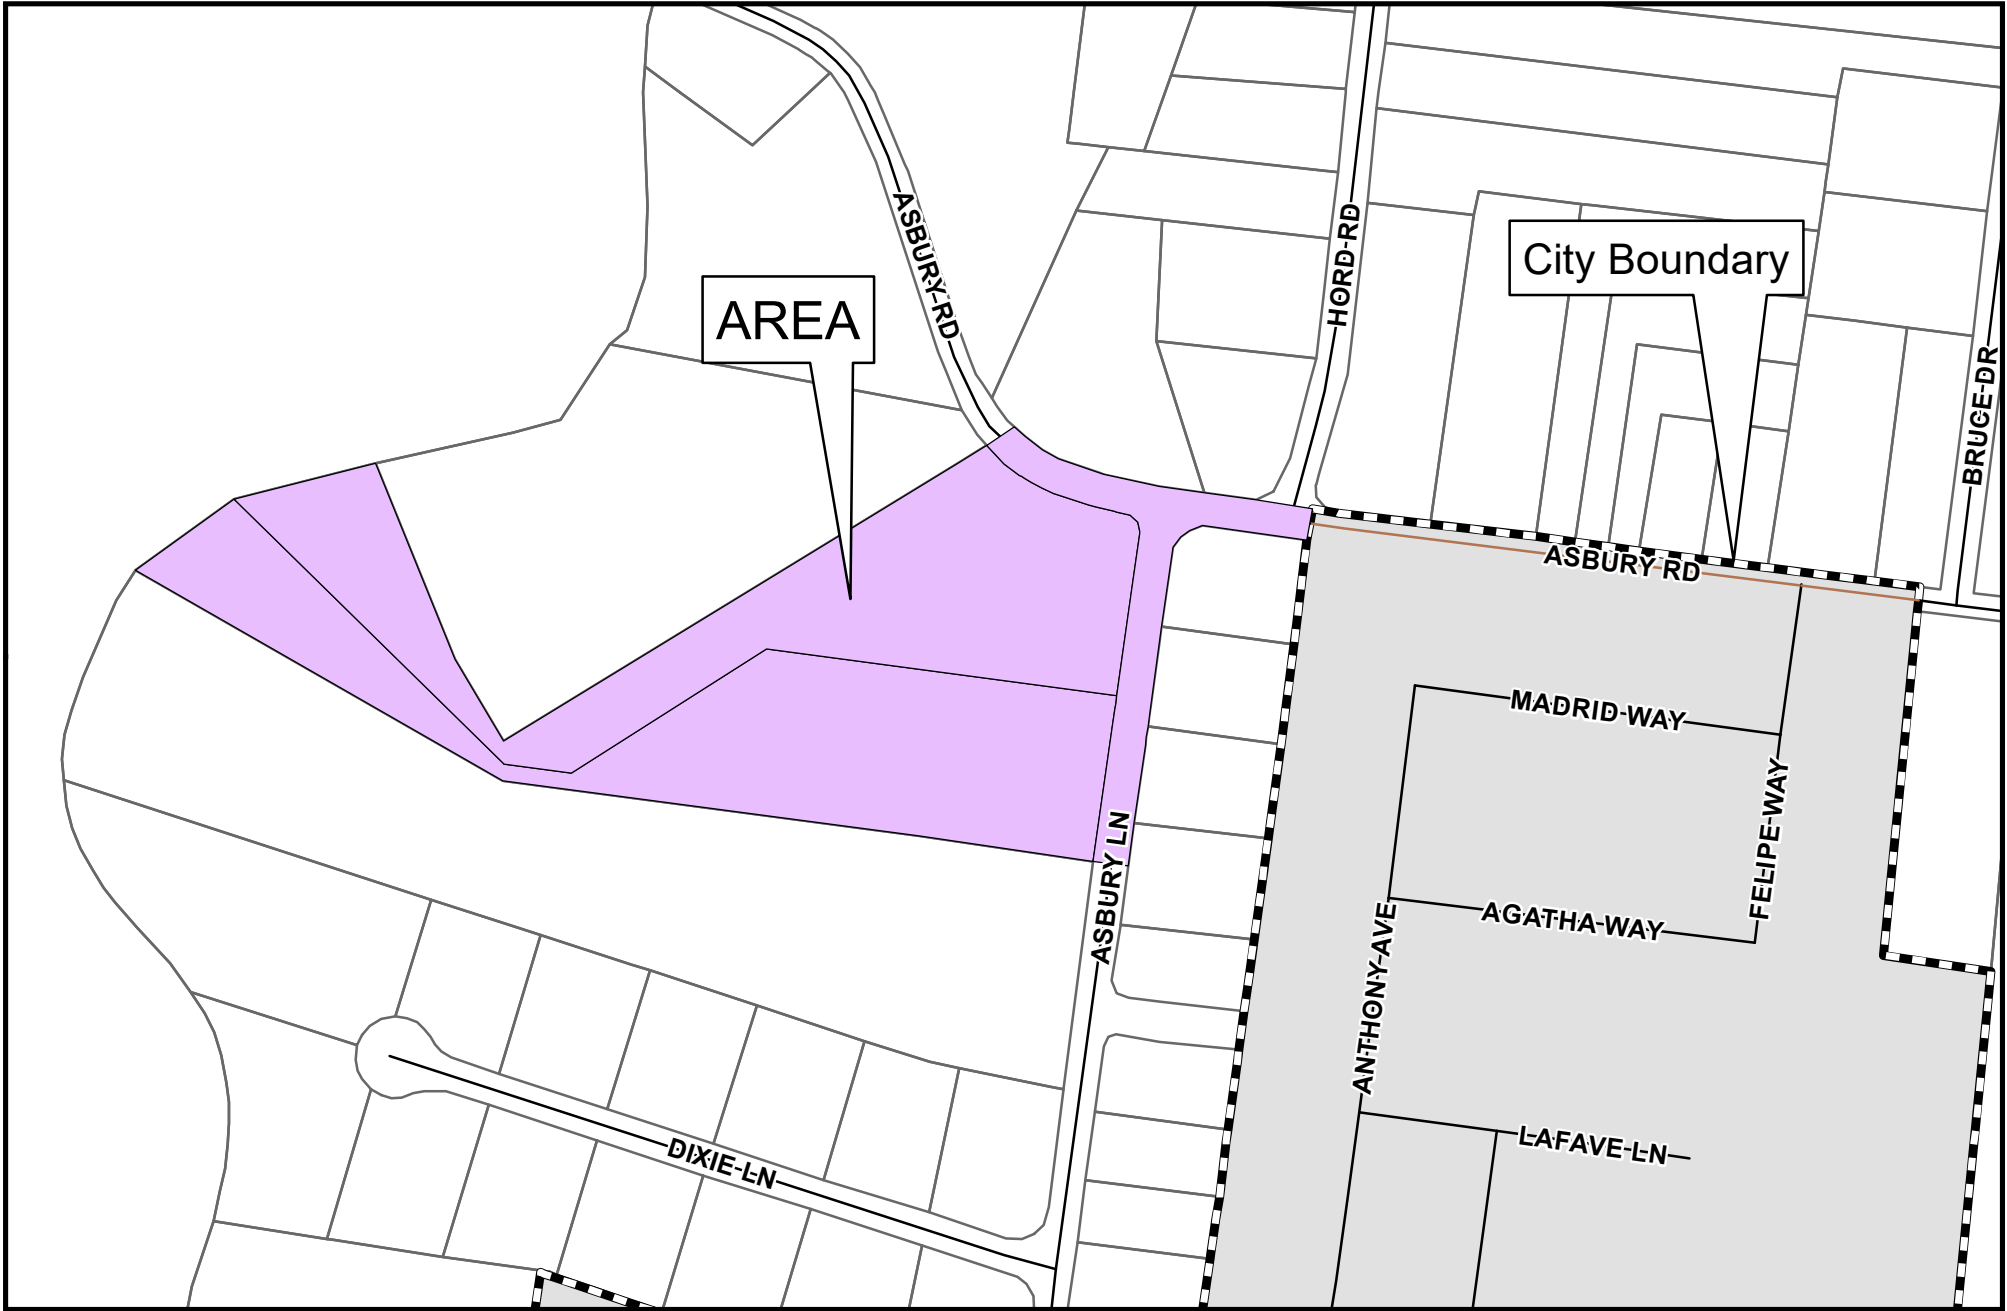 ASBURY RD
HORD RD
City Boundary
AREA
BRUCE DR
ASBURY RD
MADRID WAY
FELIPE WAY
ASBURY LN
AGATHA WAY
ANTHONY AVE
LAFAVE LN
DIXIE LN